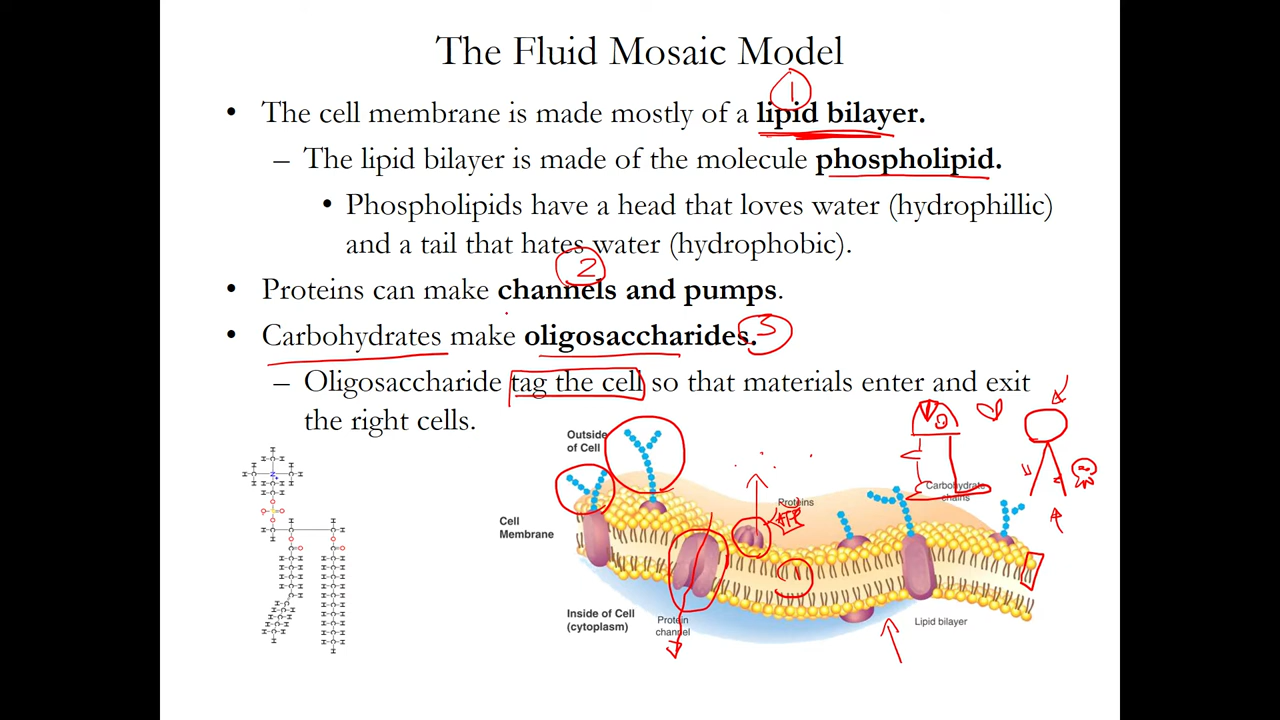 The Fluid Mosaic Model
1
• The cell membrane is made mostly of a lipid bilayer.
– The lipid bilayer is made of the molecule phospholipid.
• Phospholipids have a head that loves water (hydrophillic)
and a tail that hates water (hydrophobic).
2
• Proteins can make channels and pumps.
• Carbohydrates make oligosaccharides. 3
– Oligosaccharide tag the cell so that materials enter and exit
the right cells.
Outside
of Cell
Carbohydrate
chains
Proteins
ATP
Cell
Membrane
Inside of Cell
(cytoplasm)
Protein
channel
Lipid bilayer